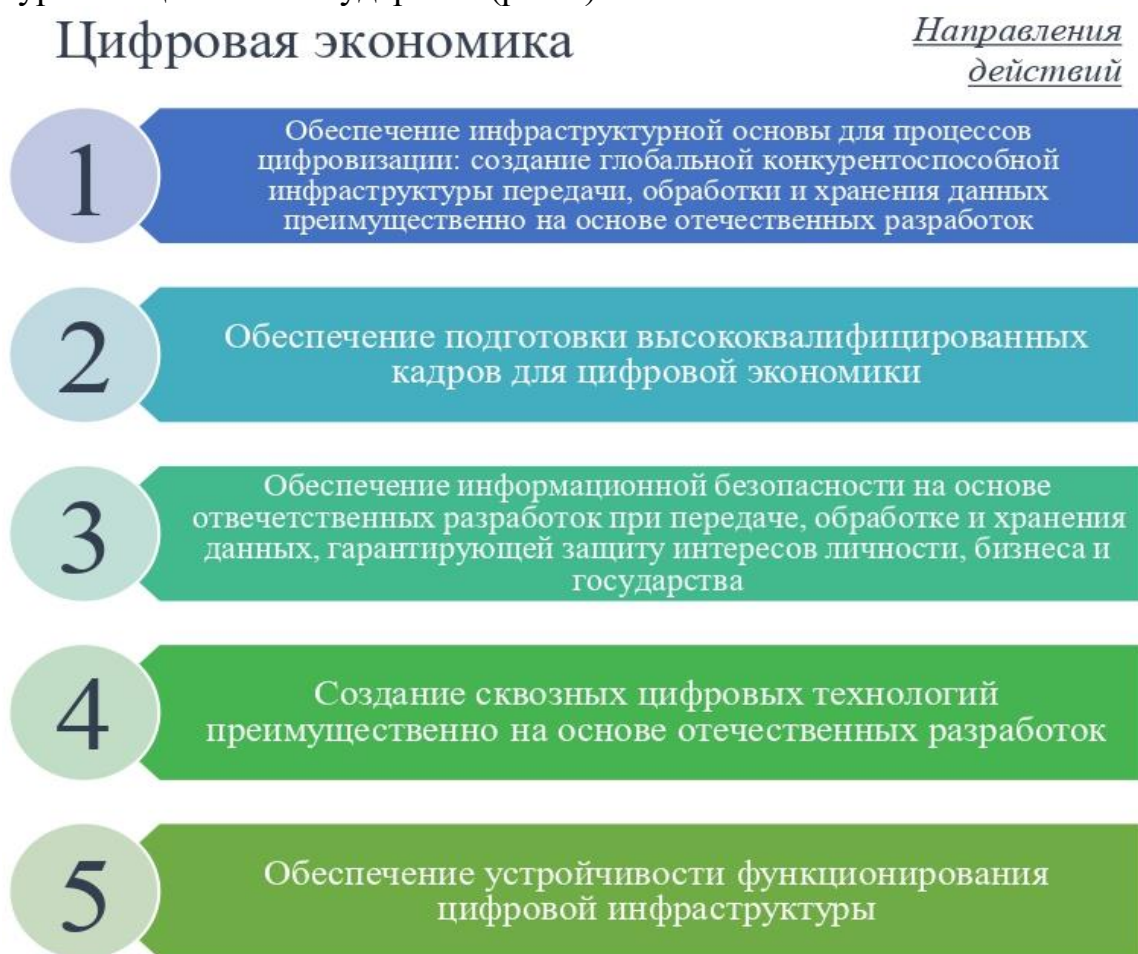 Цифровая экономика
Направления
действий
1
Обеспечение инфраструктурной основы для процессов
цифровизации: создание глобальной конкурентоспособной
инфраструктуры передачи, обработки и хранения данных
преимущественно на основе отечественных разработок
2
Обеспечение подготовки высококвалифицированных
кадров для цифровой экономики
3
Обеспечение информационной безопасности на основе
отвечетственных разработок при передаче, обработке и хранения
данных, гарантирующей защиту интересов личности, бизнеса и
государства
4
Создание сквозных цифровых технологий
преимущественно на основе отечественных разработок
5
Обеспечение устойчивости функционирования
цифровой инфраструктуры